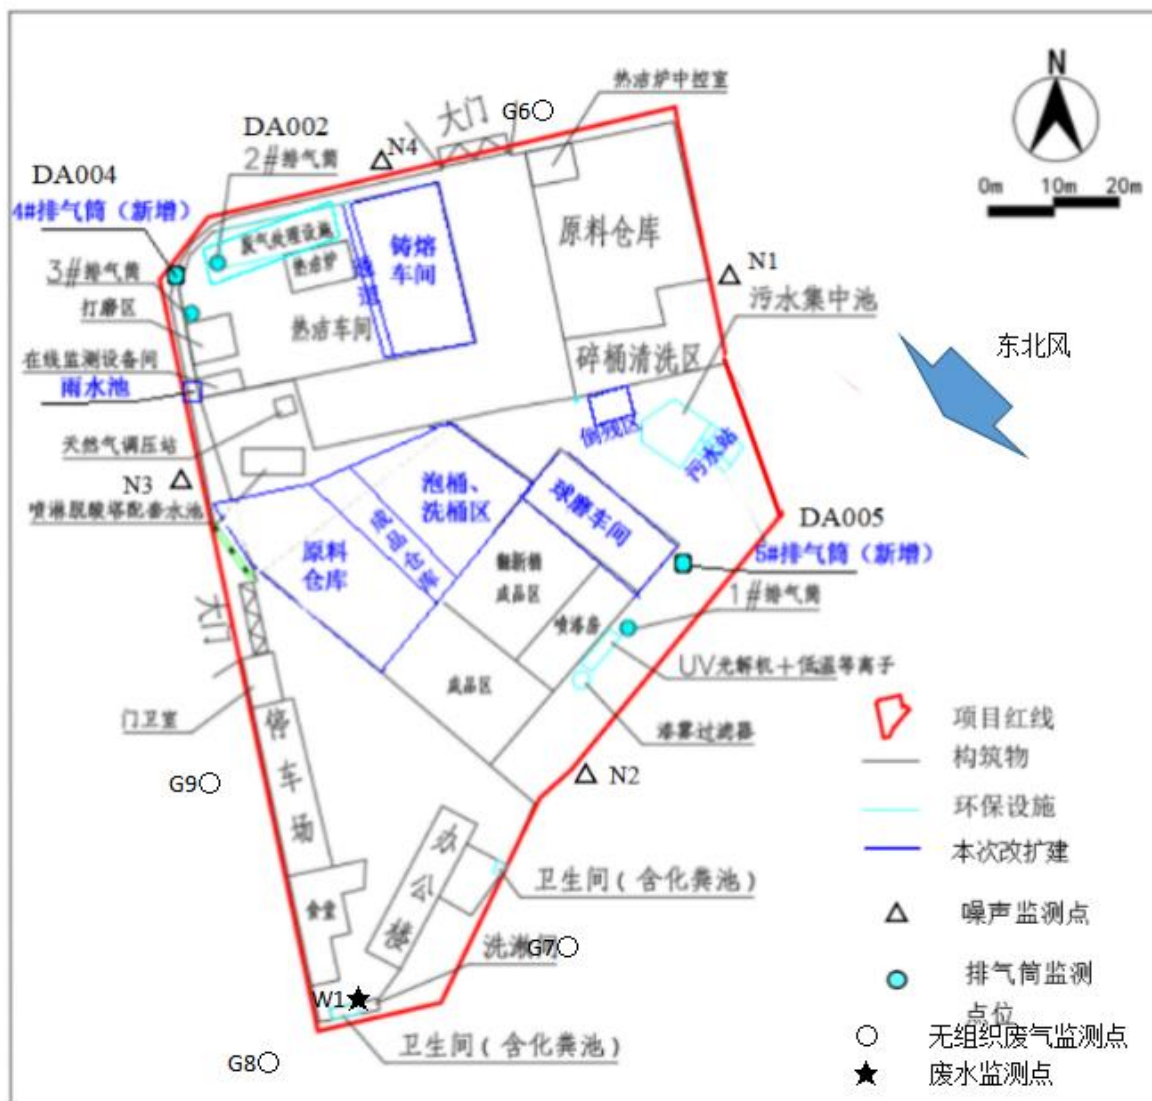 N
0m 10m 20m
热洁炉中控室
大门
G6
DA002
2#排气筒
N4
DA004
4#排气筒（新增）
废气处理设施
热洁炉
铸熔
车间
原料仓库
N1
污水集中池
3#排气筒
打磨区
热洁车间
在线监测设备间
雨水池
碎桶清洗区
东北风
天然气调压站
倒残区
污水站
N3
喷淋脱酸塔配套水池
泡桶、
洗桶区
成品仓库
原料
仓库
球磨车间
DA005
5#排气筒（新增）
翻新桶
成品区
喷漆房
1#排气筒
大门
UV光解机＋低温等离子
成品区
漆雾过滤器
门卫室
停车场
G9
N2
办公楼
卫生间（含化粪池）
食堂
洗漱间
G7
W1
卫生间（含化粪池）
G8
项目红线
构筑物
环保设施
本次改扩建
噪声监测点
排气筒监测
点位
无组织废气监测点
废水监测点